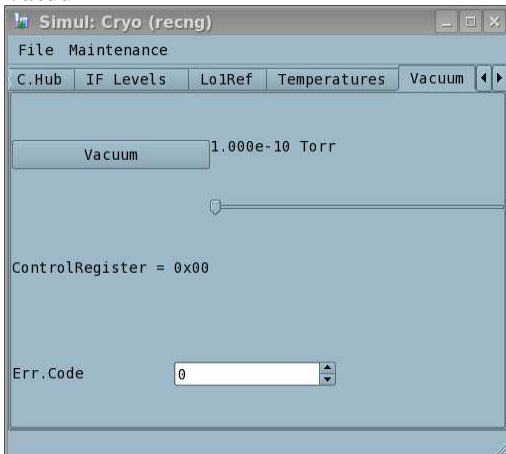 Simul: Cryo (recng)
File Maintenance
C.Hub IF Levels Lo1Ref Temperatures Vacuum
Vacuum 1.000e-10 Torr
ControlRegister = 0x00
Err.Code 0